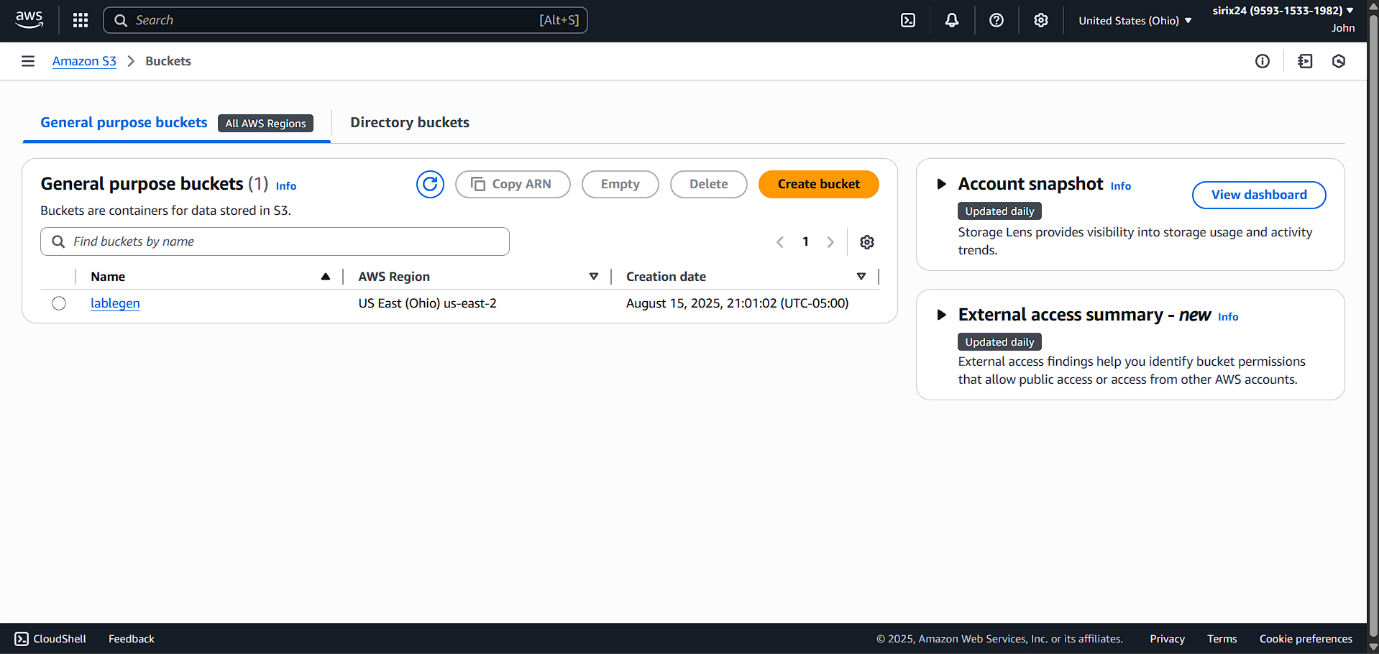 aws
Search [Alt+S]
United States (Ohio)
sirix24 (9593-1533-1982)
John
Amazon S3 > Buckets
General purpose buckets All AWS Regions
Directory buckets
General purpose buckets (1) Info
Copy ARN
Empty
Delete
Create bucket
Buckets are containers for data stored in S3.
Find buckets by name
1
Name AWS Region Creation date
lablegen US East (Ohio) us-east-2 August 15, 2025, 21:01:02 (UTC-05:00)
Account snapshot Info
View dashboard
Updated daily
Storage Lens provides visibility into storage usage and activity
trends.
External access summary - new Info
Updated daily
External access findings help you identify bucket permissions
that allow public access or access from other AWS accounts.
CloudShell Feedback © 2025, Amazon Web Services, Inc. or its affiliates. Privacy Terms Cookie preferences